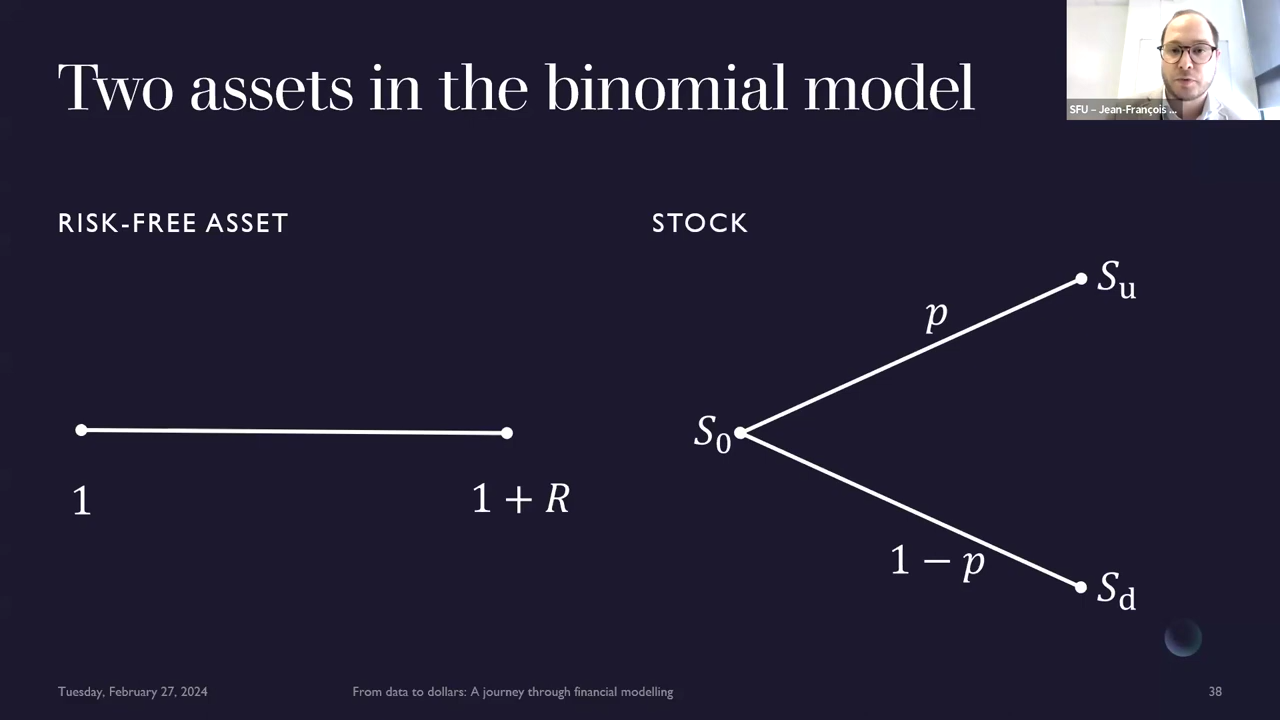 Two assets in the binomial model
SFU – Jean-François ...
RISK-FREE ASSET
STOCK
1
1 + R
S₀
p
Sᵤ
1 − p
S_d
Tuesday, February 27, 2024
From data to dollars: A journey through financial modelling
38